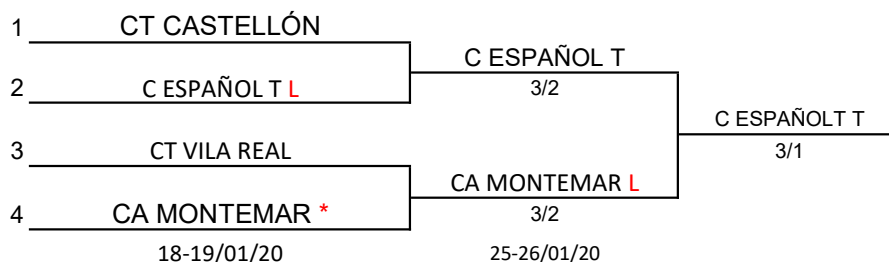 1 CT CASTELLÓN
C ESPAÑOL T
2 C ESPAÑOL T L
3/2
C ESPAÑOLT T
3 CT VILA REAL
3/1
CA MONTEMAR L
4 CA MONTEMAR *
3/2
18-19/01/20
25-26/01/20